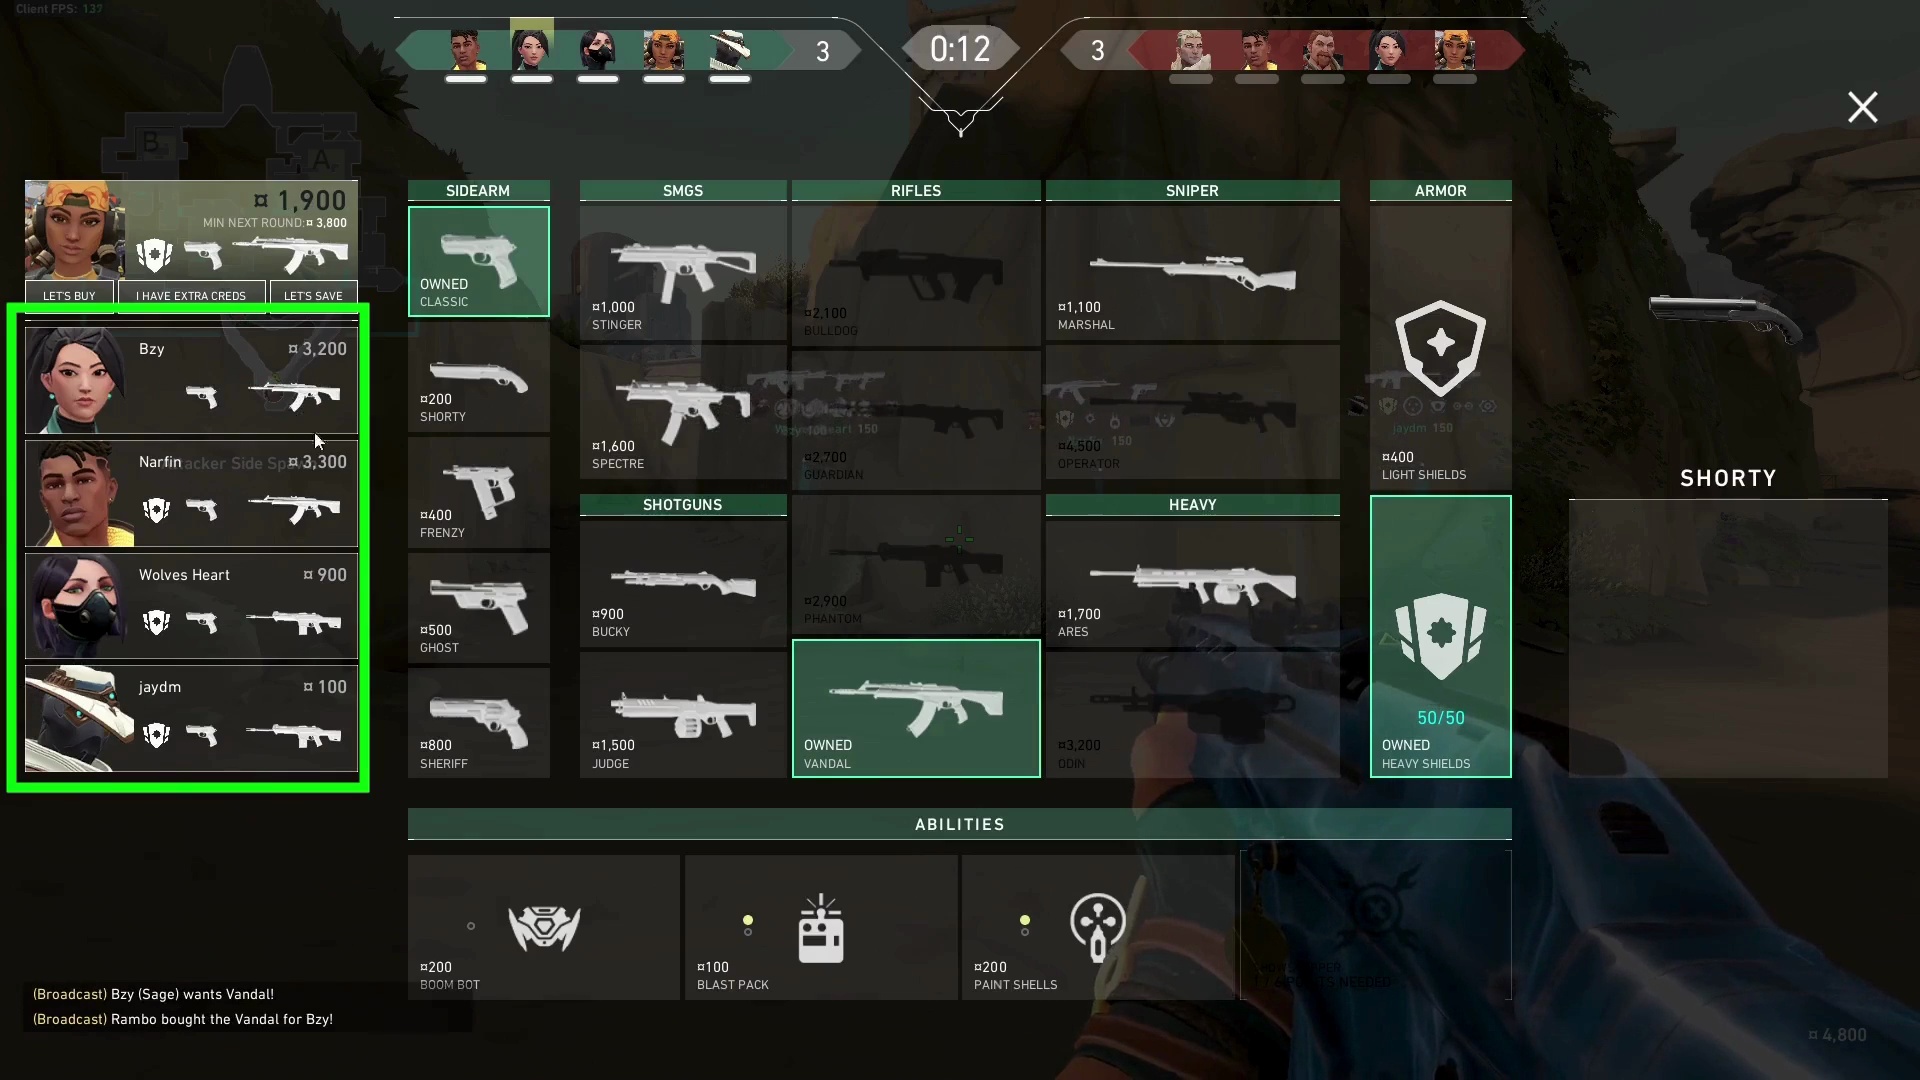 Client FPS: 137
3
0:12
3
B
A
¤ 1,900
MIN NEXT ROUND: ¤ 3,800
LET'S BUY
I HAVE EXTRA CREDS
LET'S SAVE
Bzy
¤ 3,200
Narfin
¤ 3,300
Wolves Heart
¤ 900
jaydm
¤ 100
SIDEARM
OWNED
CLASSIC
¤200
SHORTY
¤400
FRENZY
¤500
GHOST
¤800
SHERIFF
SMGS
¤1,000
STINGER
¤1,600
SPECTRE
SHOTGUNS
¤900
BUCKY
¤1,500
JUDGE
RIFLES
¤2,100
BULLDOG
¤2,700
GUARDIAN
¤2,900
PHANTOM
OWNED
VANDAL
SNIPER
¤1,100
MARSHAL
¤4,500
OPERATOR
HEAVY
¤1,700
ARES
¤3,200
ODIN
ARMOR
jaydm 150
¤400
LIGHT SHIELDS
50/50
OWNED
HEAVY SHIELDS
SHORTY
ABILITIES
¤200
BOOM BOT
¤100
BLAST PACK
¤200
PAINT SHELLS
(Broadcast) Bzy (Sage) wants Vandal!
(Broadcast) Rambo bought the Vandal for Bzy!
¤ 4,800